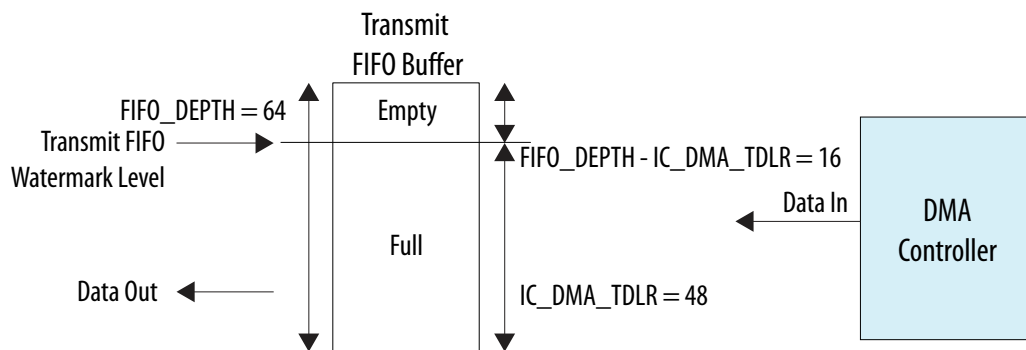 Transmit
FIFO Buffer
FIFO_DEPTH = 64
Empty
Transmit FIFO
Watermark Level
FIFO_DEPTH - IC_DMA_TDLR = 16
Data In
DMA
Controller
Full
Data Out
IC_DMA_TDLR = 48